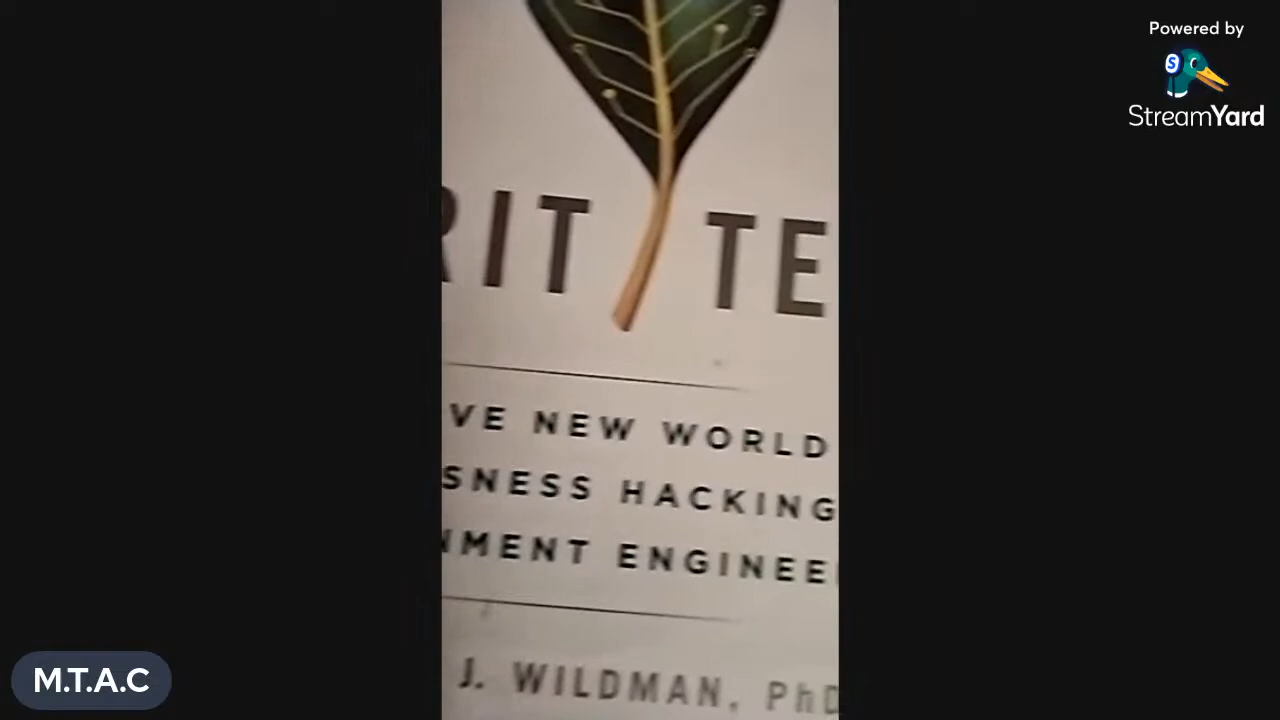 Powered by
S
StreamYard
RIT TE
VE NEW WORLD
SNESS HACKING
NMENT ENGINEE
J. WILDMAN, PhD
M.T.A.C